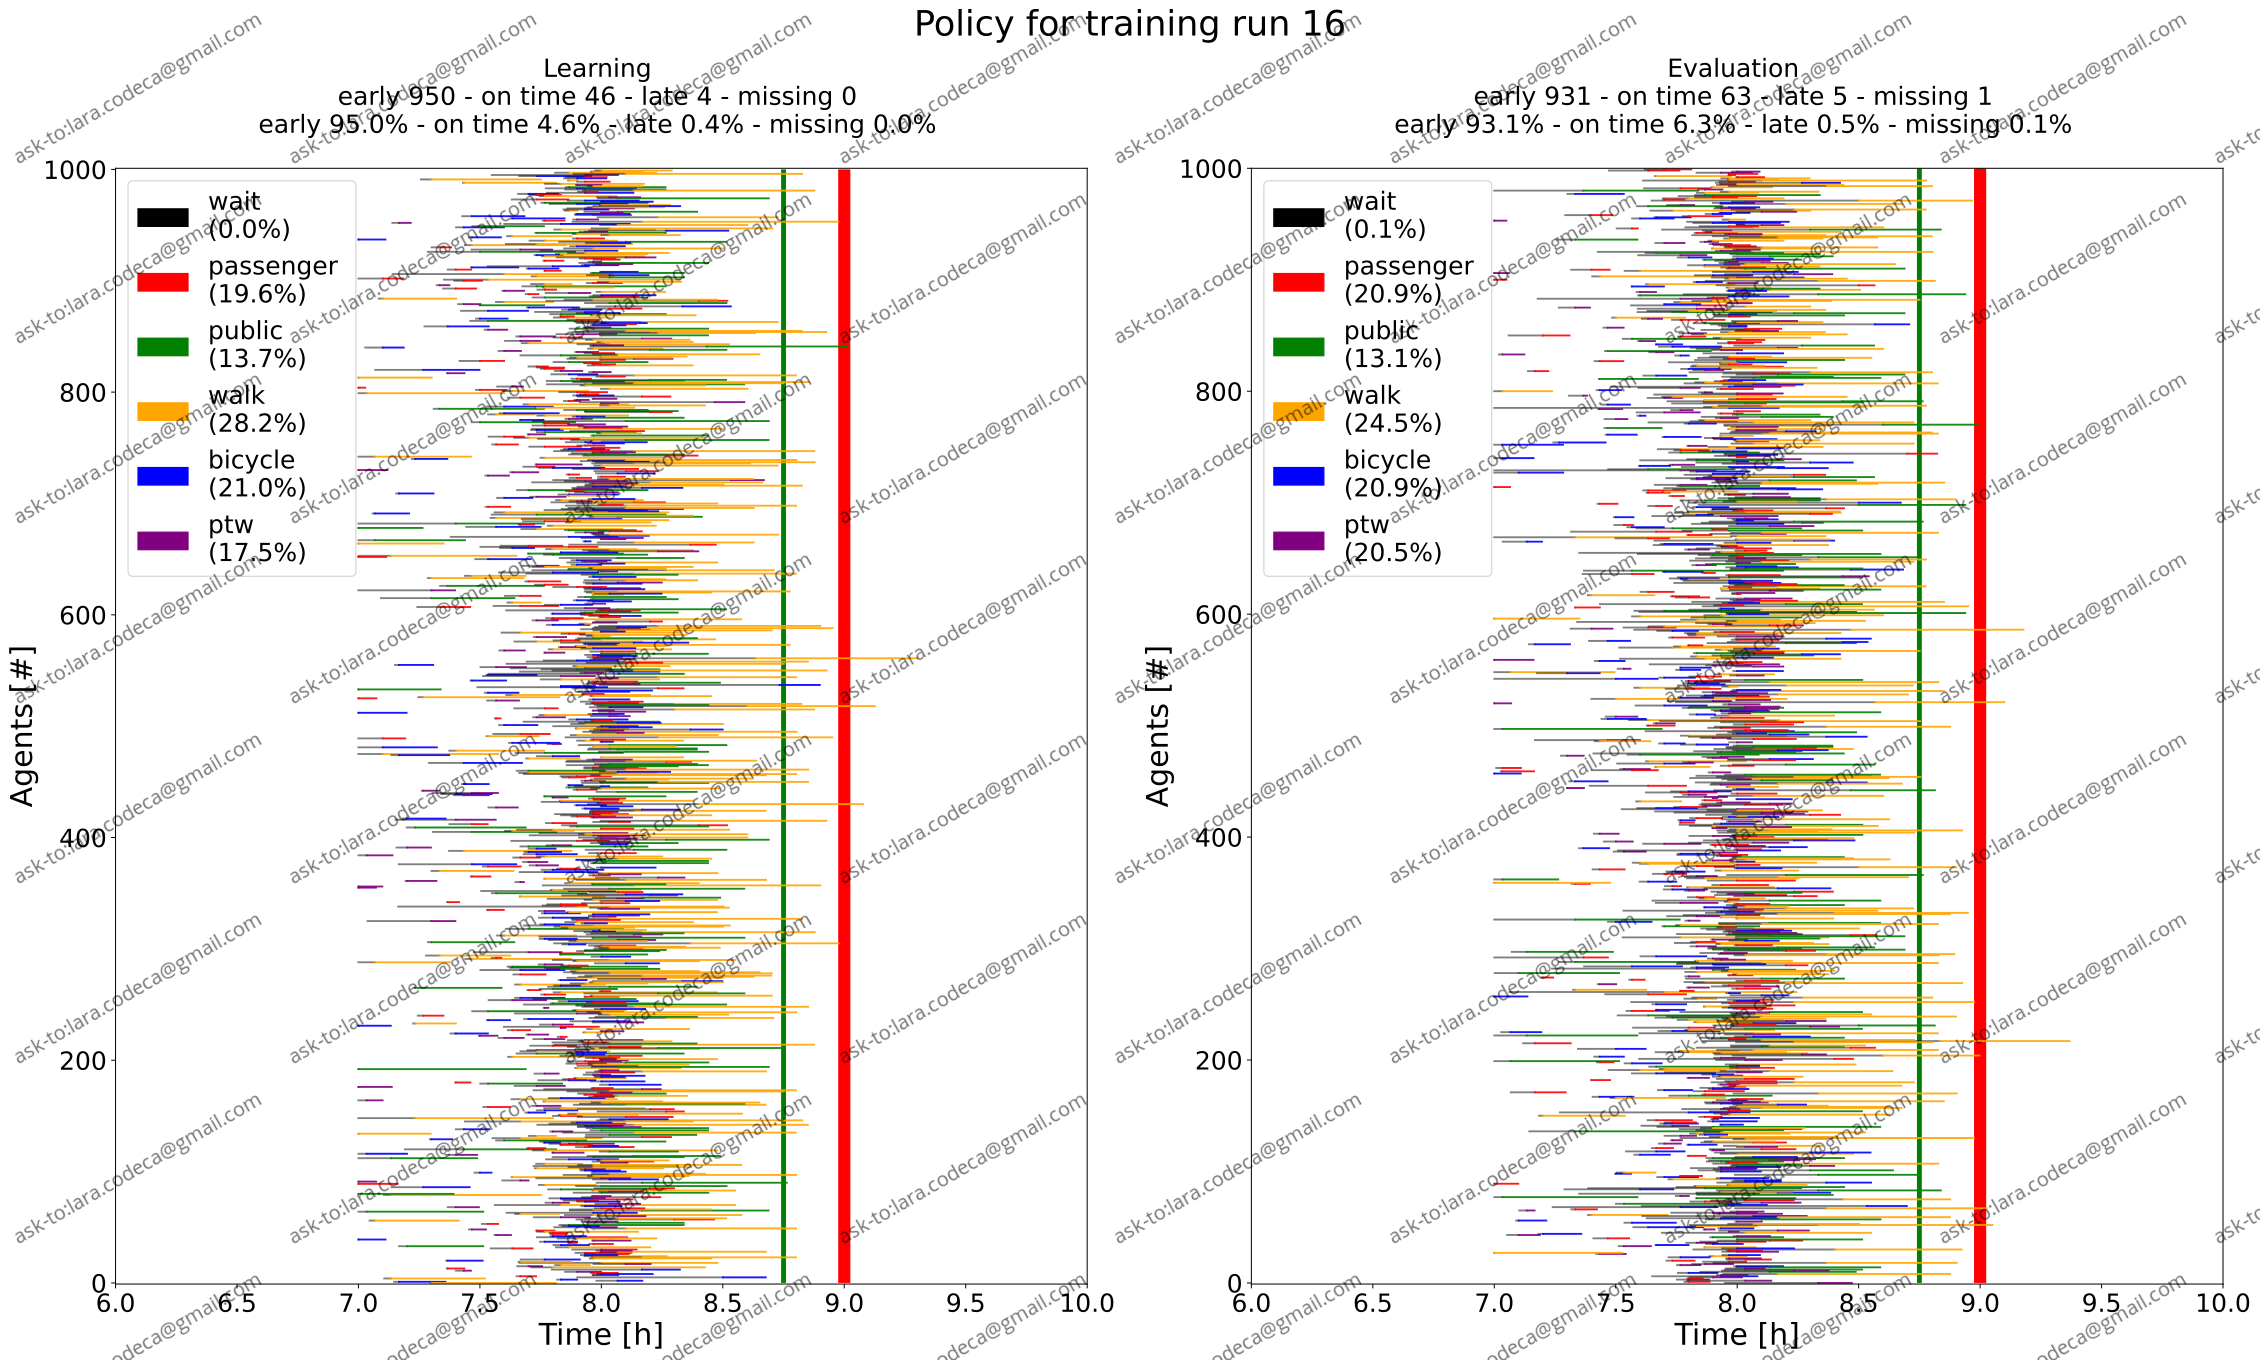 Policy for training run 16
Learning
early 950 - on time 46 - late 4 - missing 0
early 95.0% - on time 4.6% - late 0.4% - missing 0.0%
1000
800
600
400
200
0
Agents [#]
wait
(0.0%)
passenger
(19.6%)
public
(13.7%)
walk
(28.2%)
bicycle
(21.0%)
ptw
(17.5%)
6.0 6.5 7.0 7.5 8.0 8.5 9.0 9.5 10.0
Time [h]
Evaluation
early 931 - on time 63 - late 5 - missing 1
early 93.1% - on time 6.3% - late 0.5% - missing 0.1%
1000
800
600
400
200
0
Agents [#]
wait
(0.1%)
passenger
(20.9%)
public
(13.1%)
walk
(24.5%)
bicycle
(20.9%)
ptw
(20.5%)
6.0 6.5 7.0 7.5 8.0 8.5 9.0 9.5 10.0
Time [h]
ask-to:lara.codeca@gmail.com